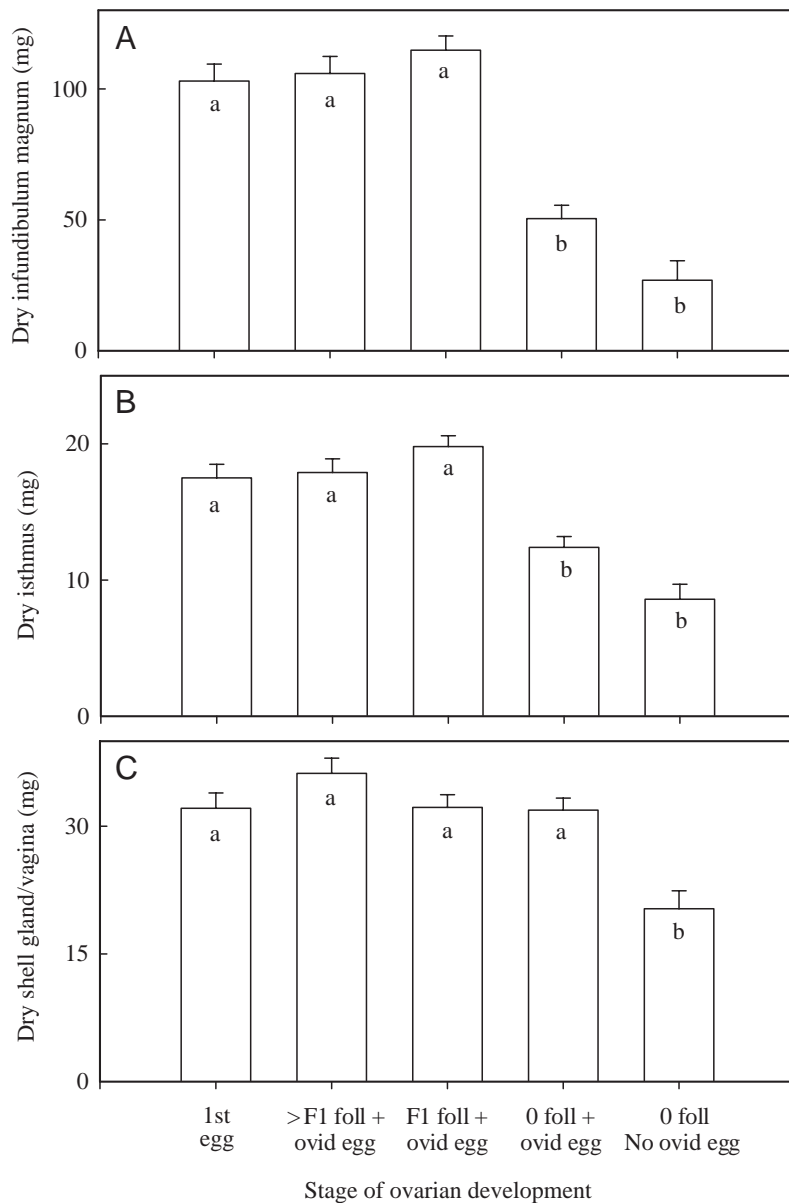 A
Dry infundibulum magnum (mg)
100
50
0
a
a
a
b
b
B
Dry isthmus (mg)
20
10
0
a
a
a
b
b
C
Dry shell gland/vagina (mg)
30
15
0
a
a
a
a
b
1st
egg
>F1 foll +
ovid egg
F1 foll +
ovid egg
0 foll +
ovid egg
0 foll
No ovid egg
Stage of ovarian development